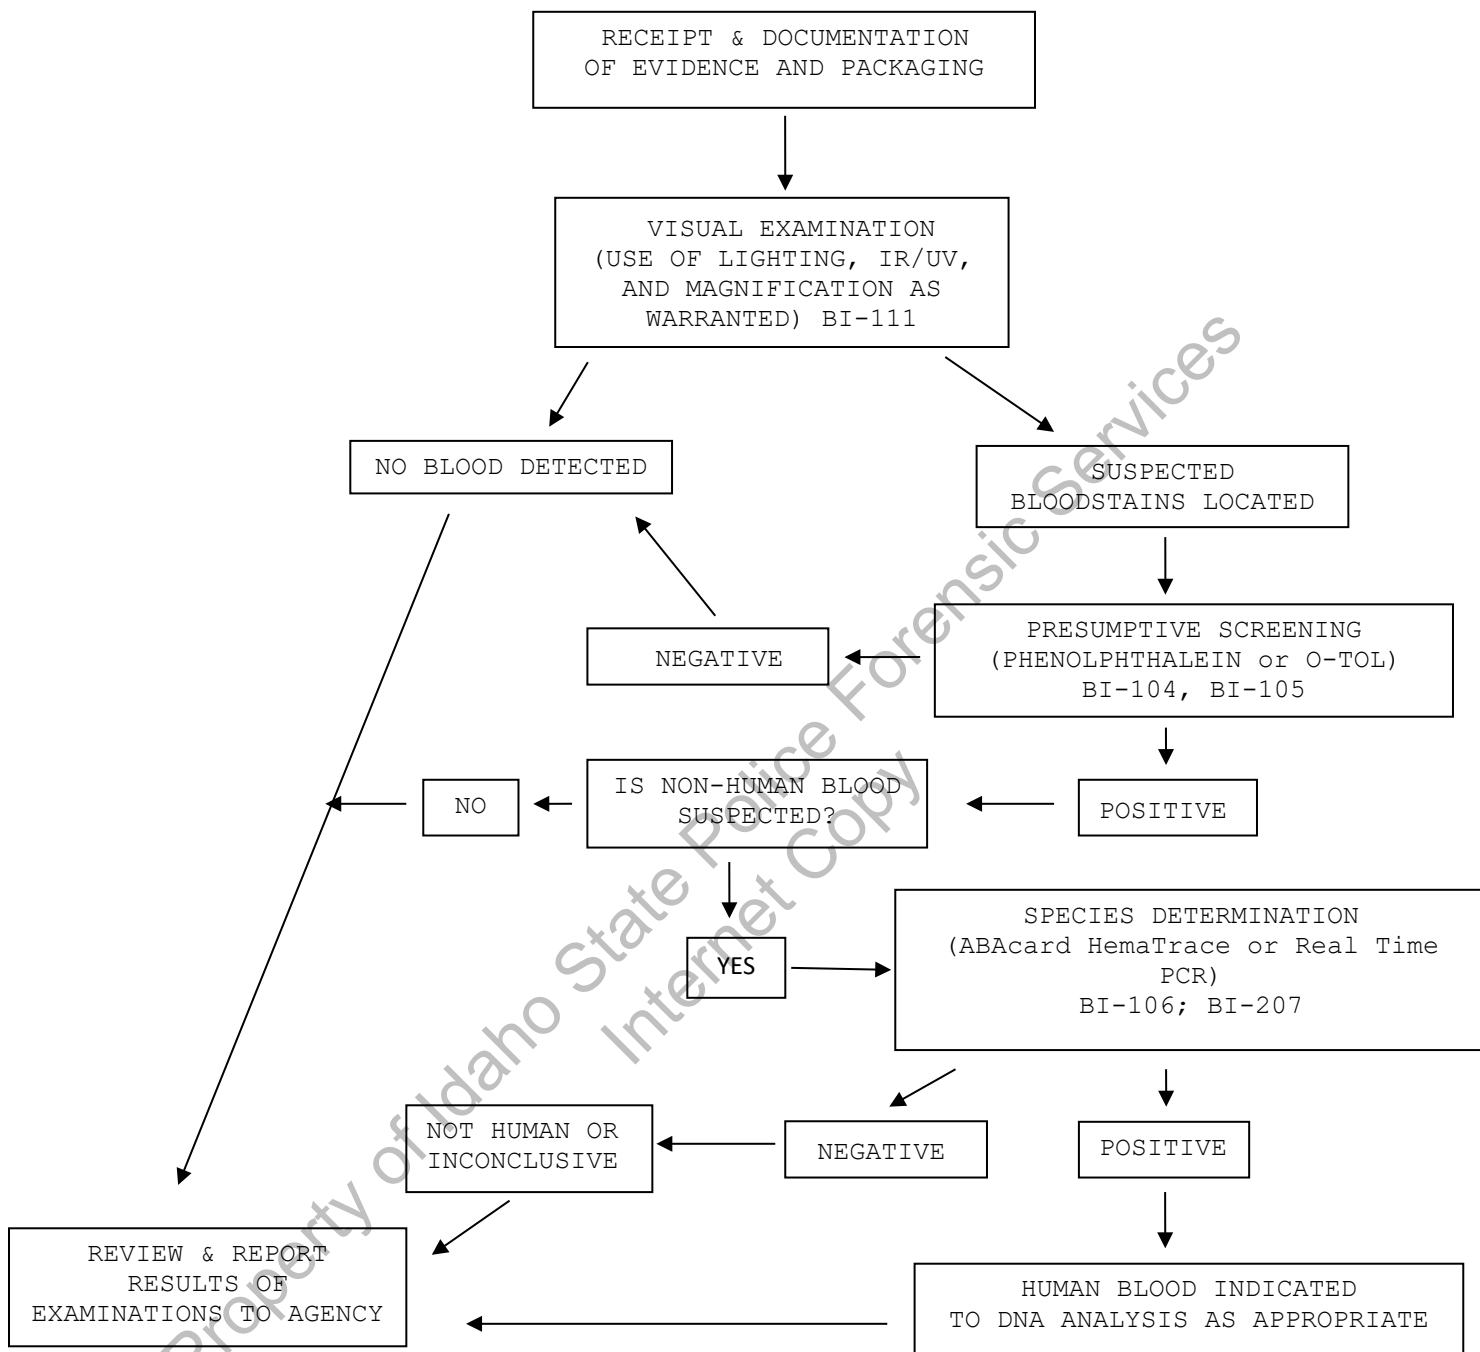 RECEIPT & DOCUMENTATION
OF EVIDENCE AND PACKAGING
VISUAL EXAMINATION
(USE OF LIGHTING, IR/UV,
AND MAGNIFICATION AS
WARRANTED) BI-111
NO BLOOD DETECTED
SUSPECTED
BLOODSTAINS LOCATED
PRESUMPTIVE SCREENING
(PHENOLPHTHALEIN or O-TOL)
BI-104, BI-105
NEGATIVE
POSITIVE
IS NON-HUMAN BLOOD
SUSPECTED?
NO
YES
SPECIES DETERMINATION
(ABAcard HemaTrace or Real Time
PCR)
BI-106; BI-207
NEGATIVE
POSITIVE
NOT HUMAN OR
INCONCLUSIVE
REVIEW & REPORT
RESULTS OF
EXAMINATIONS TO AGENCY
HUMAN BLOOD INDICATED
TO DNA ANALYSIS AS APPROPRIATE
Property of Idaho State Police Forensic Services
Internet Copy